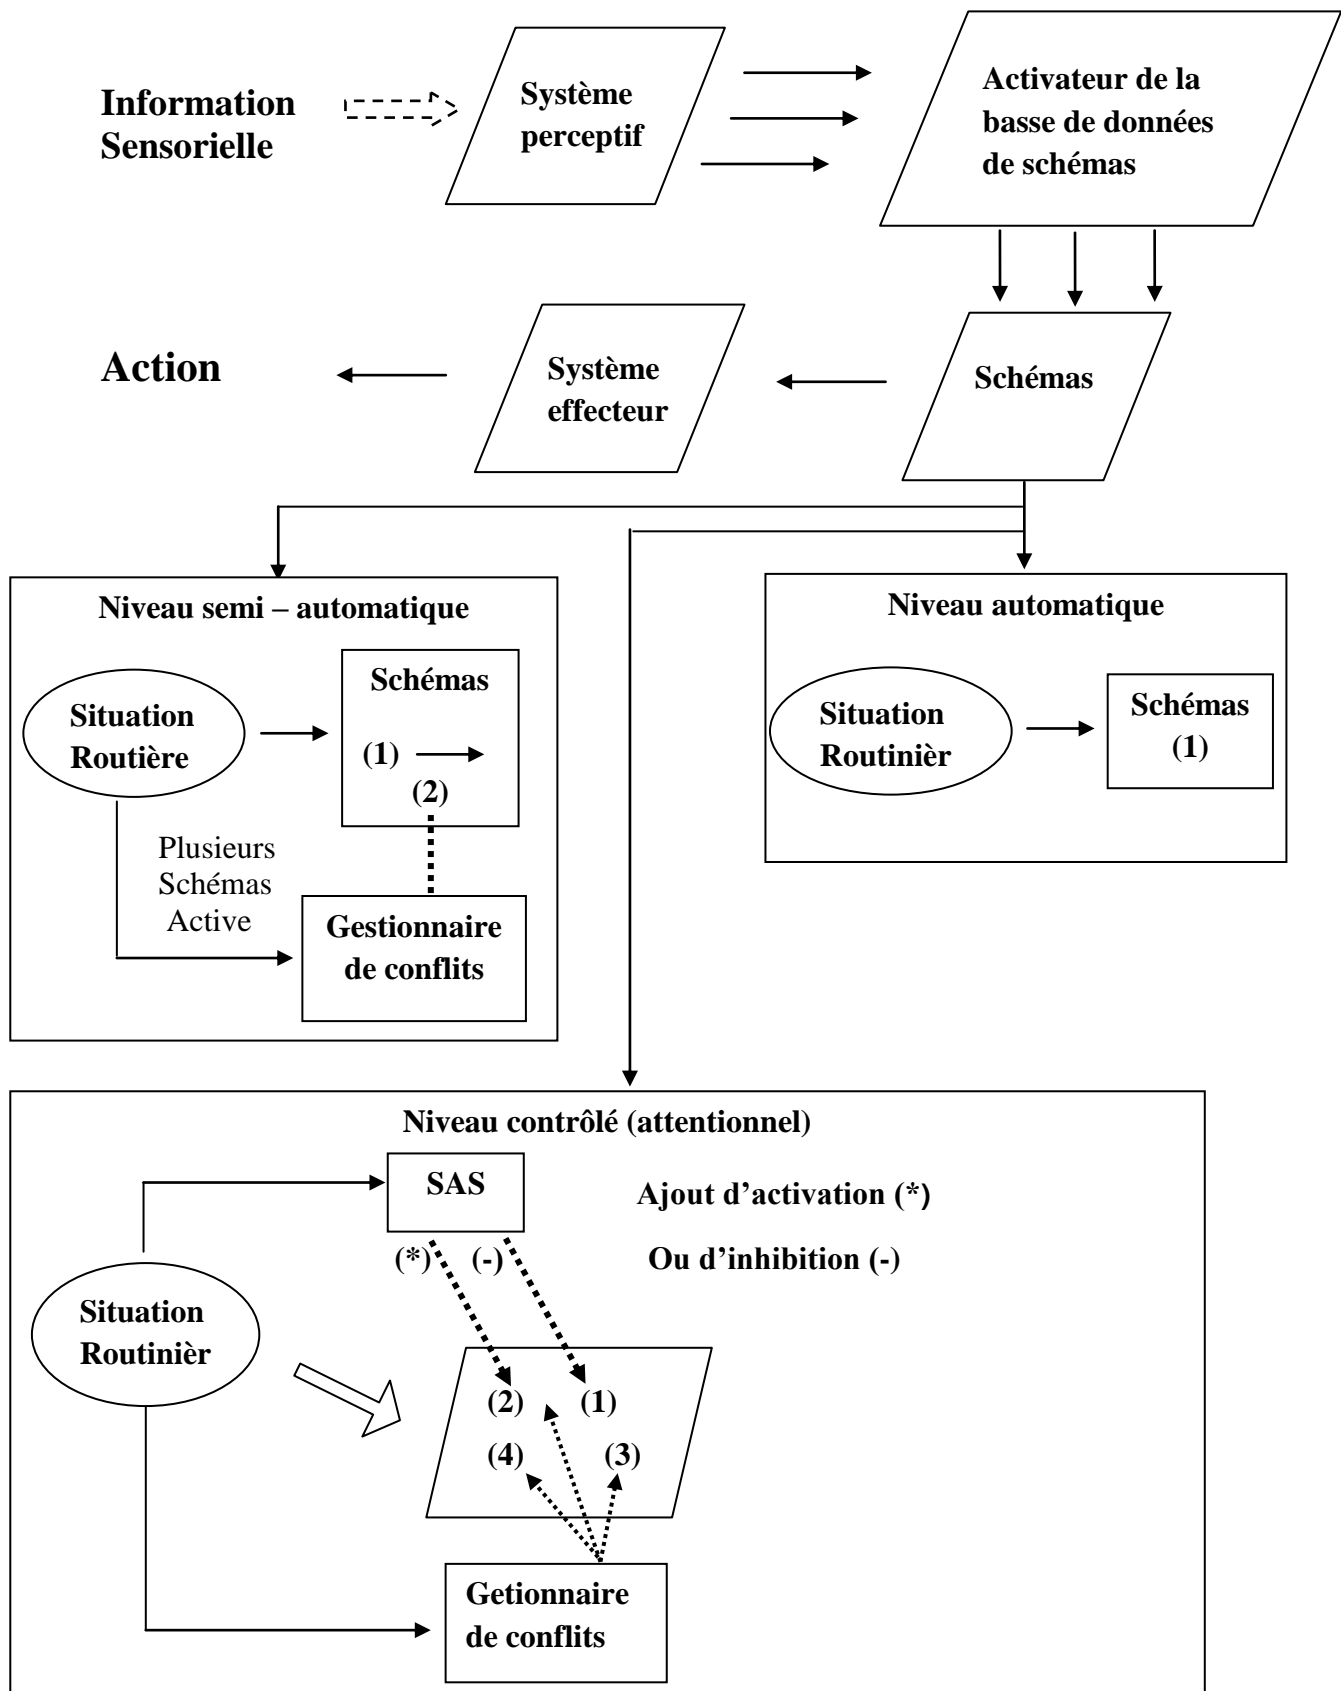 Information
Sensorielle
Système
perceptif
Activateur de la
basse de données
de schémas
Action
Système
effecteur
Schémas
Niveau semi – automatique
Situation
Routière
Schémas
(1)
(2)
Plusieurs
Schémas
Active
Gestionnaire
de conflits
Niveau automatique
Situation
Routinièr
Schémas
(1)
Niveau contrôlé (attentionnel)
SAS
Ajout d’activation (*)
(*) (-)
Ou d’inhibition (-)
Situation
Routinièr
(2) (1)
(4) (3)
Getionnaire
de conflits